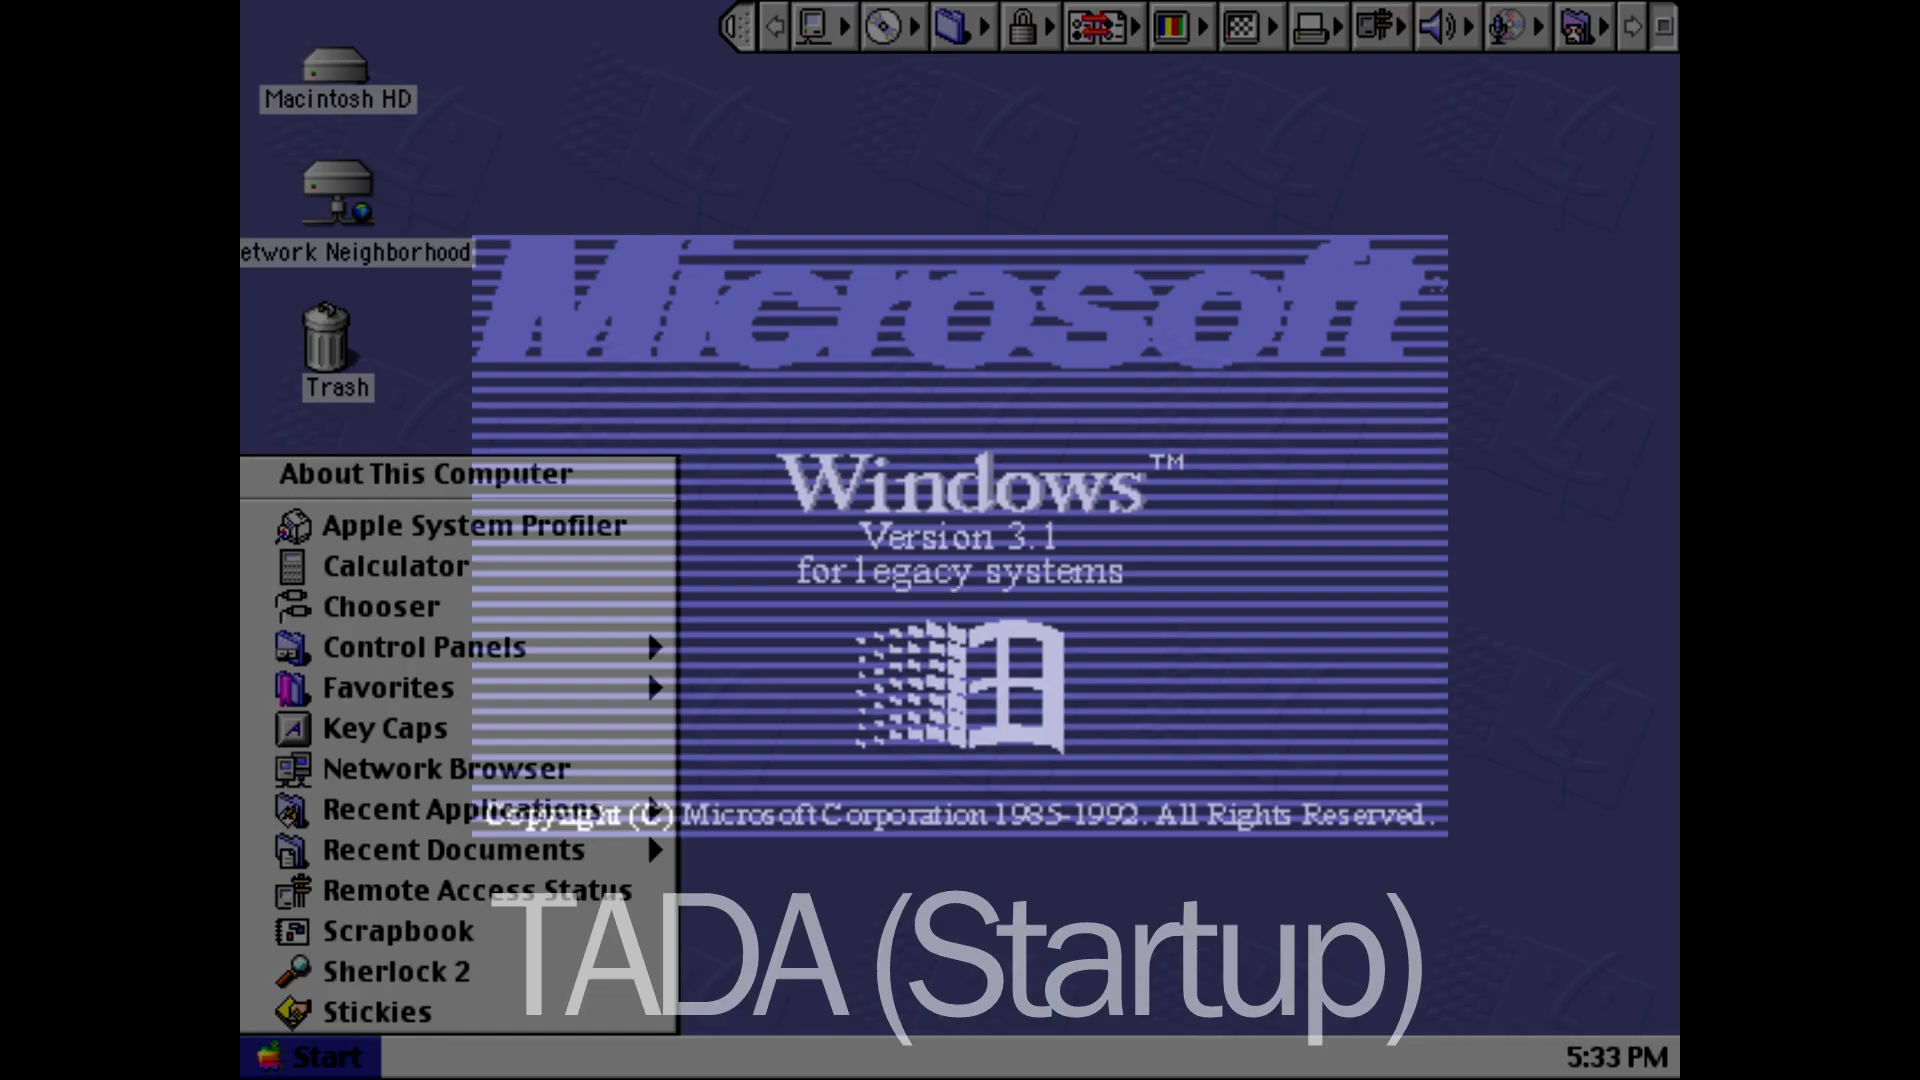 Macintosh HD
etwork Neighborhood
Trash
Microsoft
Windows™
Version 3.1
for legacy systems
Copyright (C) Microsoft Corporation 1985-1992. All Rights Reserved.
About This Computer
Apple System Profiler
Calculator
Chooser
Control Panels
Favorites
Key Caps
Network Browser
Recent Applications
Recent Documents
Remote Access Status
Scrapbook
Sherlock 2
Stickies
TADA (Startup)
Start
5:33 PM